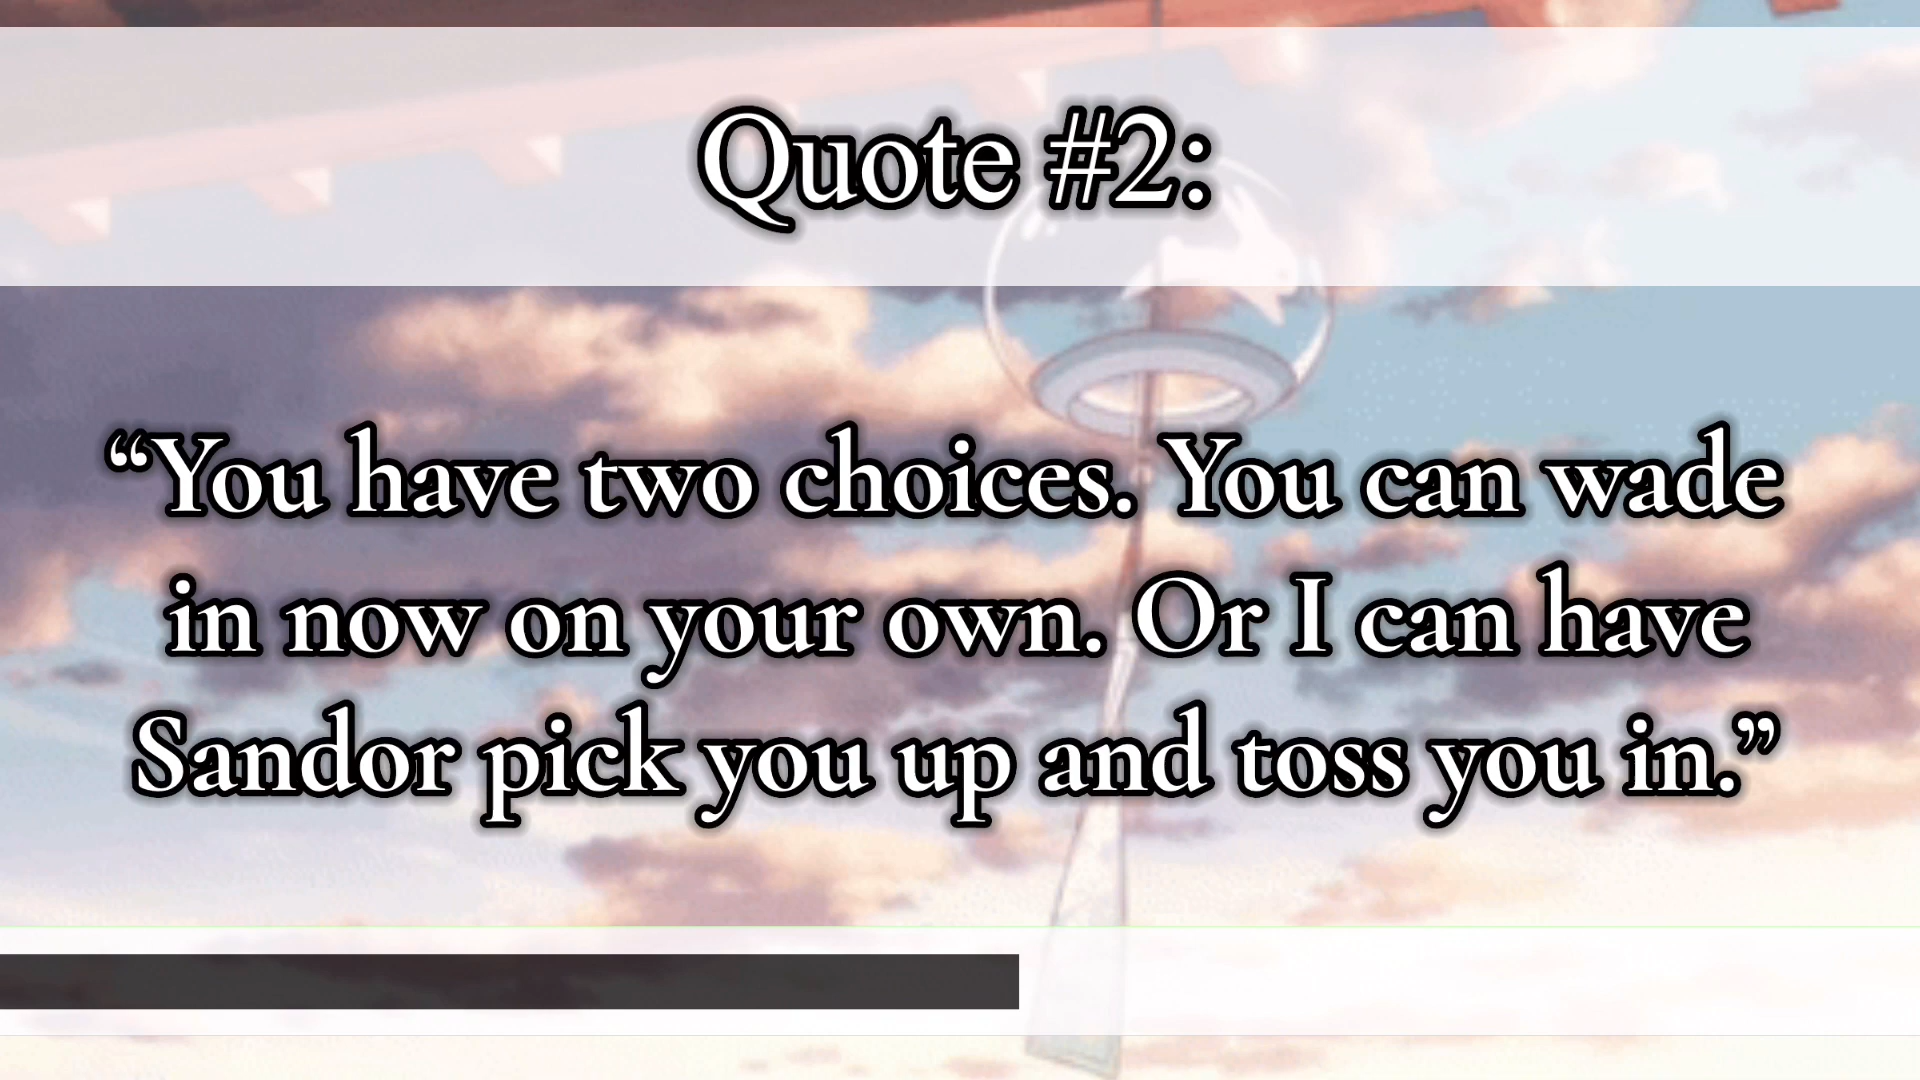 Quote #2:
“You have two choices. You can wade
in now on your own. Or I can have
Sandor pick you up and toss you in.”